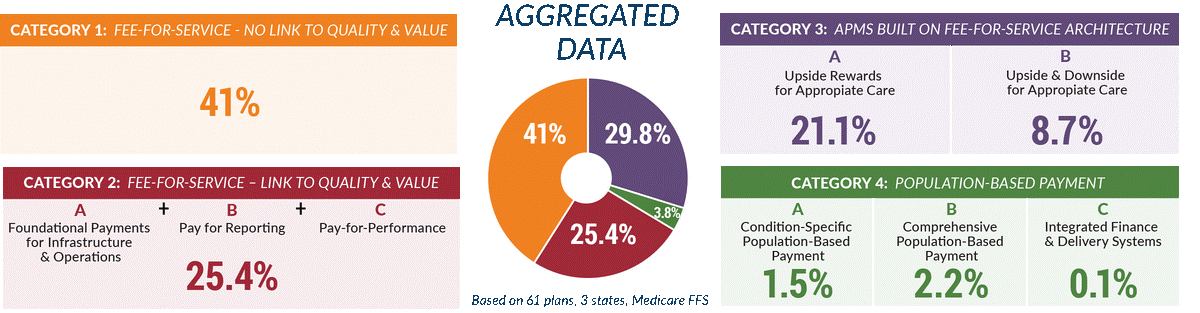 CATEGORY 1: FEE-FOR-SERVICE - NO LINK TO QUALITY & VALUE
41%
CATEGORY 2: FEE-FOR-SERVICE – LINK TO QUALITY & VALUE
A + B + C
Foundational Payments
for Infrastructure
& Operations
Pay for Reporting
Pay-for-Performance
25.4%
AGGREGATED
DATA
41%
29.8%
3.8%
25.4%
Based on 61 plans, 3 states, Medicare FFS
CATEGORY 3: APMS BUILT ON FEE-FOR-SERVICE ARCHITECTURE
A
Upside Rewards
for Appropiate Care
21.1%
B
Upside & Downside
for Appropiate Care
8.7%
CATEGORY 4: POPULATION-BASED PAYMENT
A
Condition-Specific
Population-Based
Payment
1.5%
B
Comprehensive
Population-Based
Payment
2.2%
C
Integrated Finance
& Delivery Systems
0.1%